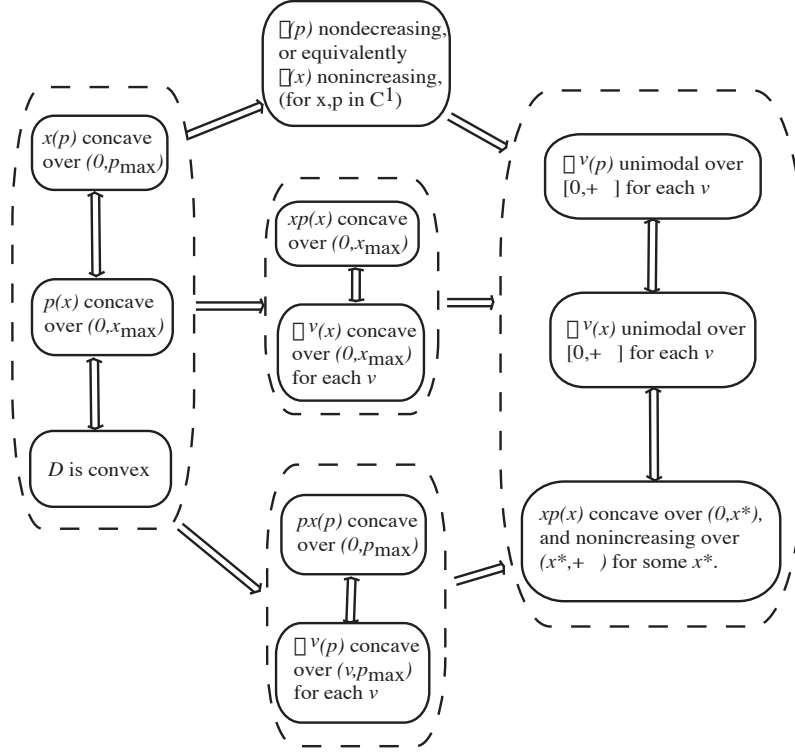 ▯(p) nondecreasing,
or equivalently
▯(x) nonincreasing,
(for x,p in C1)
x(p) concave
over (0,pmax)
p(x) concave
over (0,xmax)
D is convex
xp(x) concave
over (0,xmax)
▯ v(x) concave
over (0,xmax)
for each v
px(p) concave
over (0,pmax)
▯ v(p) concave
over (v,pmax)
for each v
▯ v(p) unimodal over
[0,+ ] for each v
▯ v(x) unimodal over
[0,+ ] for each v
xp(x) concave over (0,x*),
and nonincreasing over
(x*,+ ) for some x*.